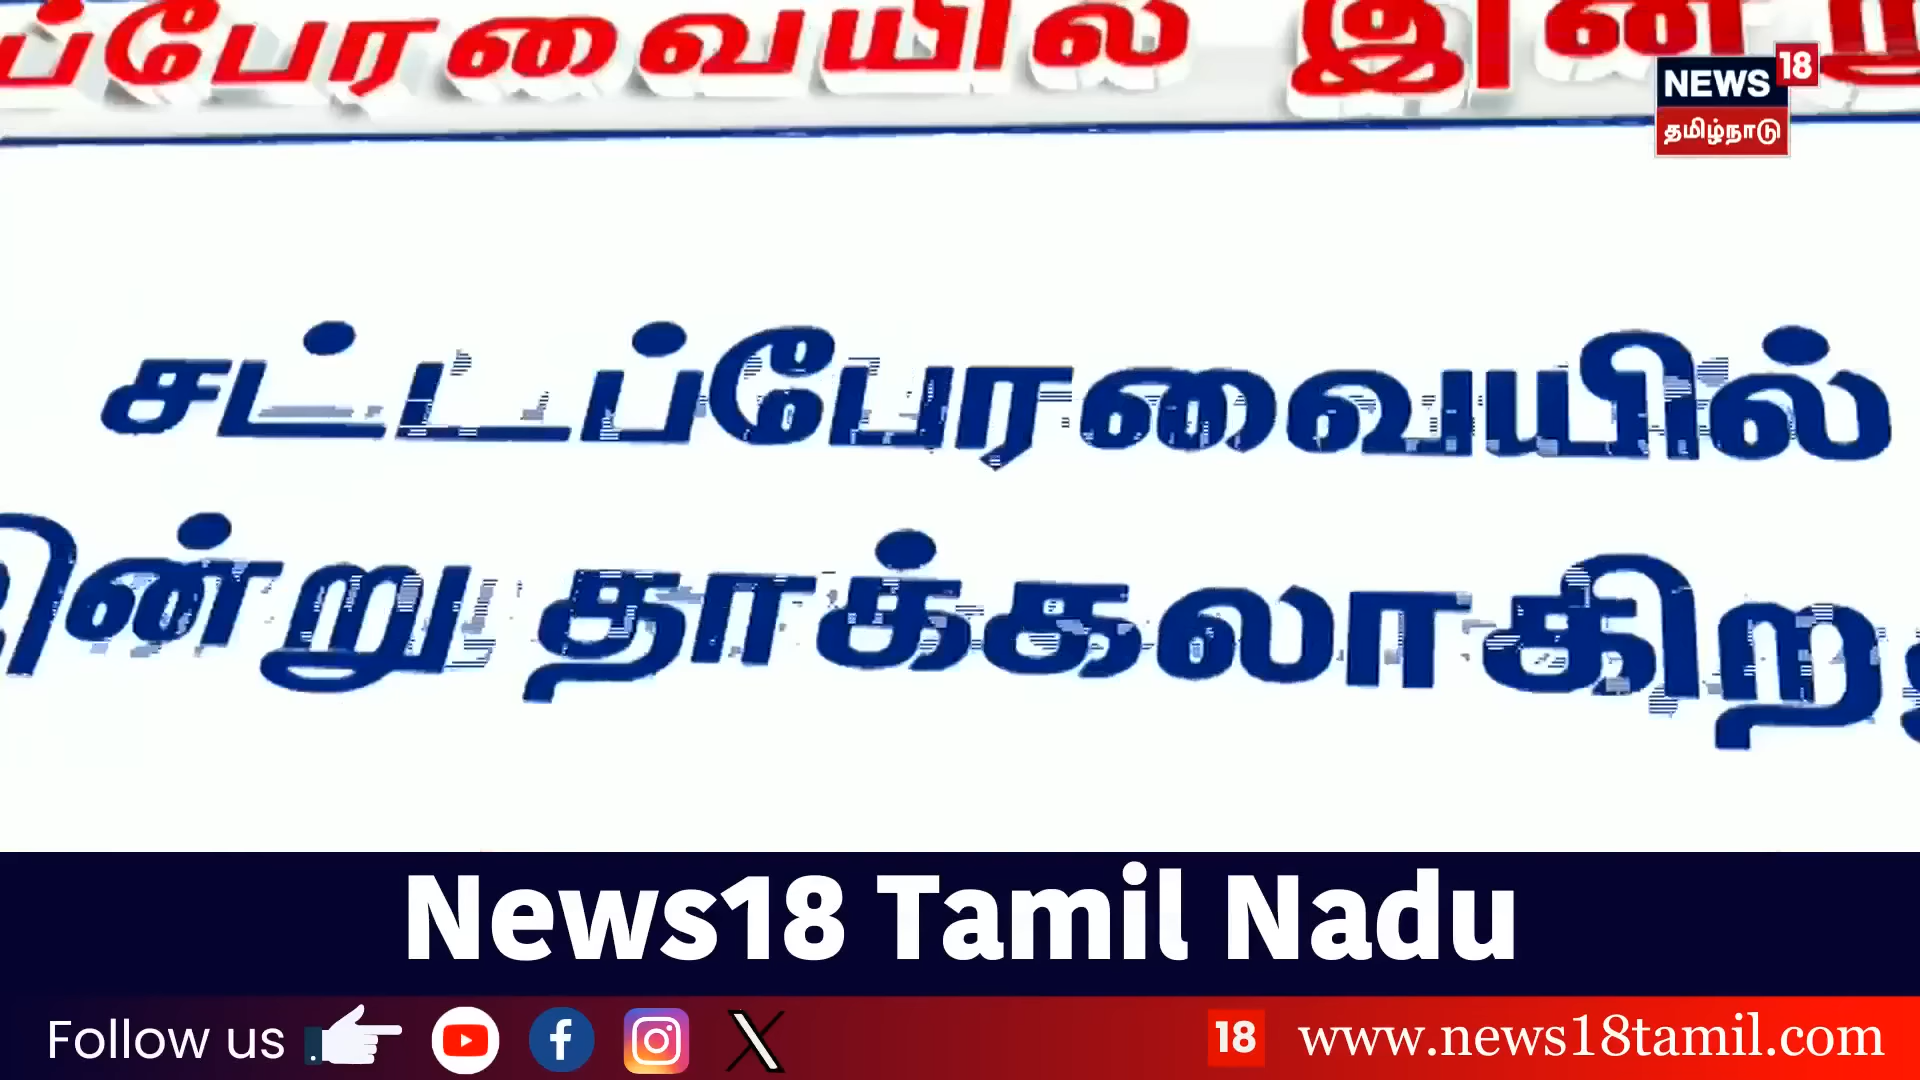 NEWS 18
தமிழ்நாடு
சட்டப்பேரவையில்
இன்று
தாக்கலாகிறது
News18 Tamil Nadu
Follow us
18 www.news18tamil.com